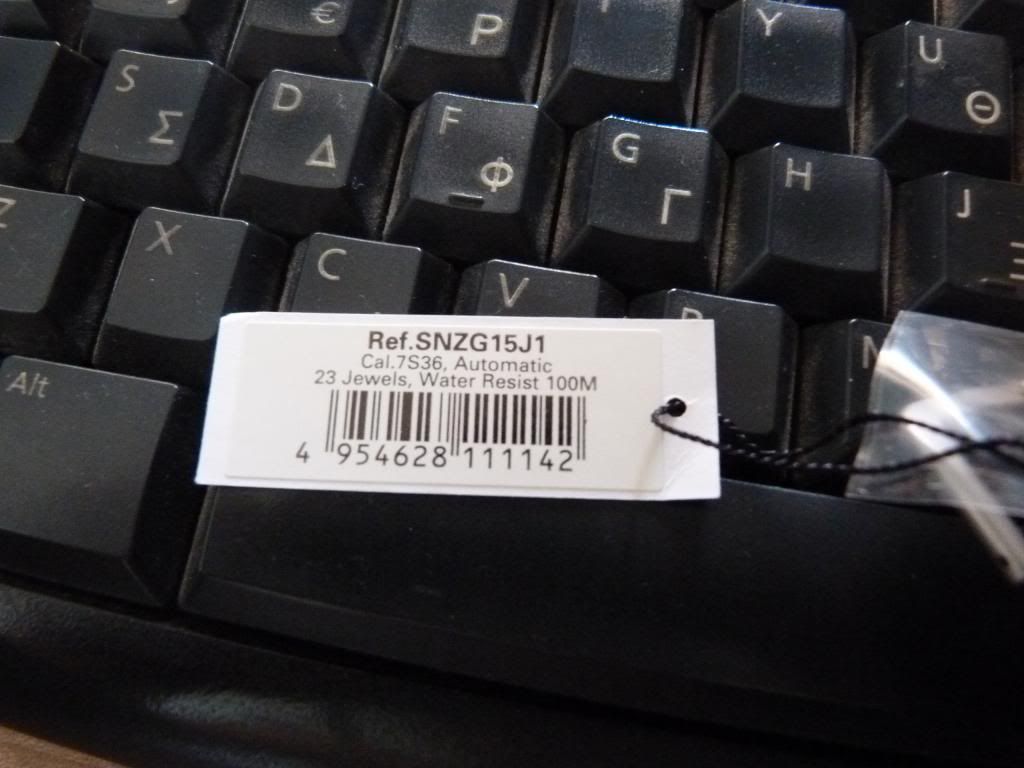 € P Y U Θ
S Σ D Δ F Φ G Γ H J Ξ
Z X C V
Alt
Ref.SNZG15J1
Cal.7S36, Automatic
23 Jewels, Water Resist 100M
4 954628 111142